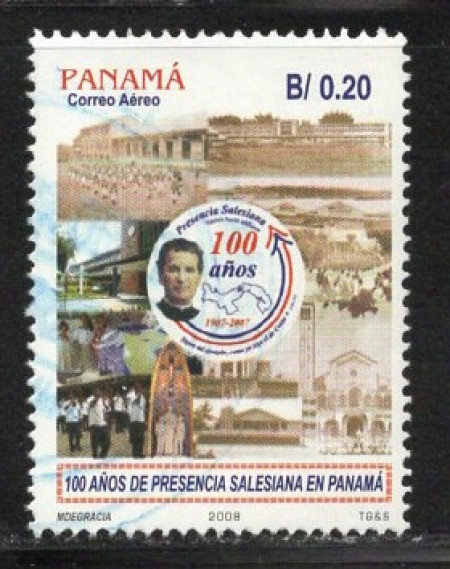 PANAMÁ
Correo Aéreo
B/ 0.20
Presencia Salesiana
100
años
1907-2007
100 AÑOS DE PRESENCIA SALESIANA EN PANAMÁ
MDEGRACIA 2008 TG&S